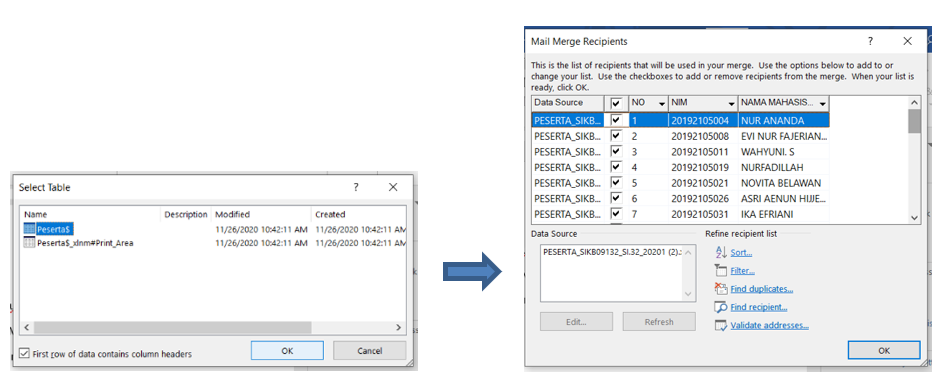 Select Table
?
Name Description Modified Created
Peserta$ 11/26/2020 10:42:11 AM 11/26/2020 10:42:11 AM
Peserta$_xlnm#Print_Area 11/26/2020 10:42:11 AM 11/26/2020 10:42:11 AM
First row of data contains column headers
OK
Cancel
Mail Merge Recipients
?
This is the list of recipients that will be used in your merge. Use the options below to add to or
change your list. Use the checkboxes to add or remove recipients from the merge. When your list is
ready, click OK.
Data Source NO NIM NAMA MAHASIS...
PESERTA_SIKB... 1 20192105004 NUR ANANDA
PESERTA_SIKB... 2 20192105008 EVI NUR FAJERIAN...
PESERTA_SIKB... 3 20192105011 WAHYUNI. S
PESERTA_SIKB... 4 20192105019 NURFADILLAH
PESERTA_SIKB... 5 20192105021 NOVITA BELAWAN
PESERTA_SIKB... 6 20192105026 ASRI AENUN HIJJE...
PESERTA_SIKB... 7 20192105031 IKA EFRIANI
Data Source
PESERTA_SIKB09132_SI.32_20201 (2).
Edit...
Refresh
Refine recipient list
Sort...
Filter...
Find duplicates...
Find recipient...
Validate addresses...
OK